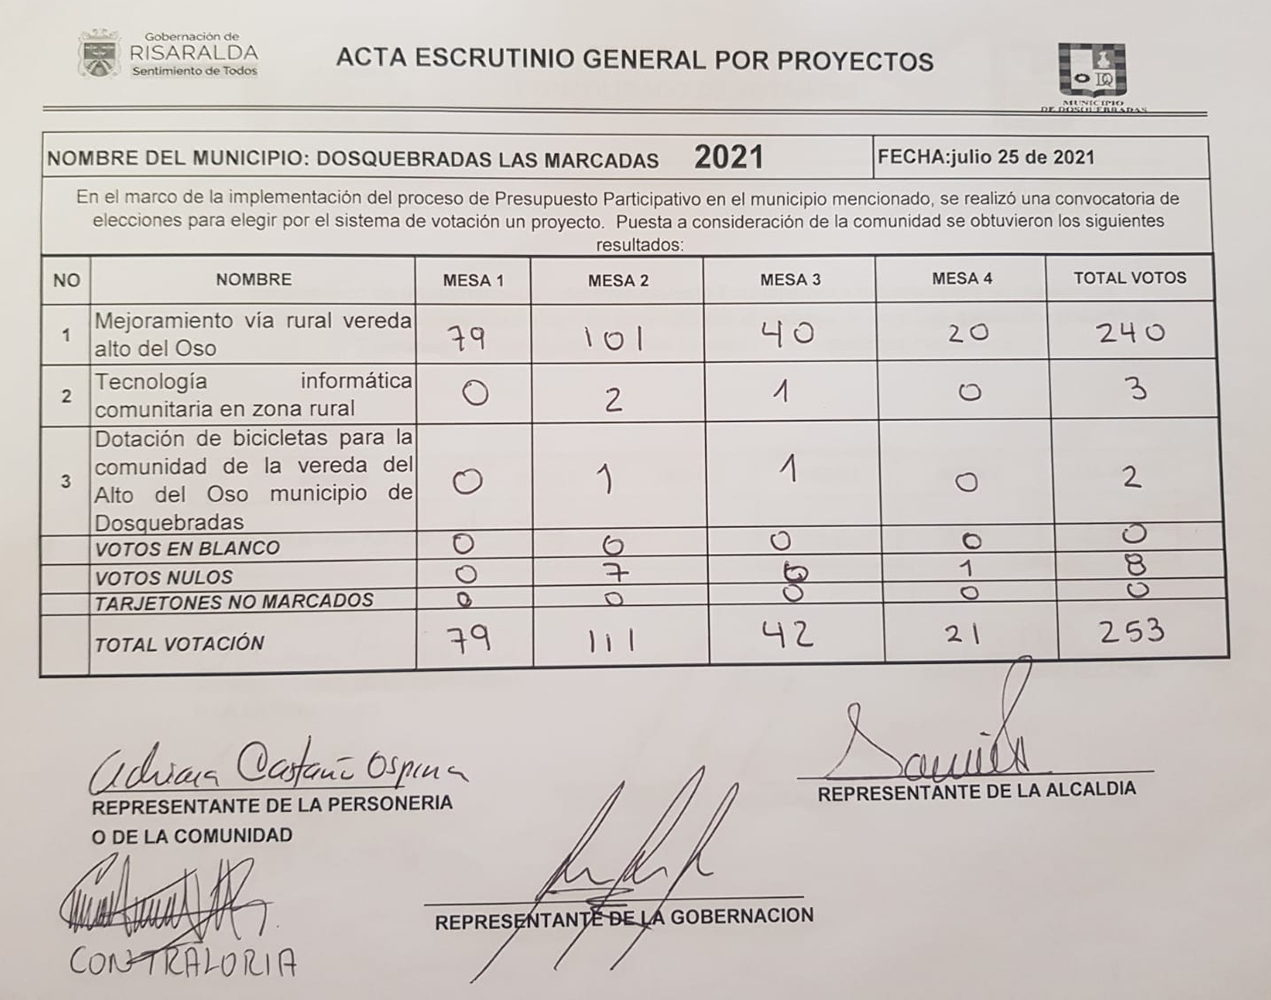 Gobernación de
RISARALDA
Sentimiento de Todos
ACTA ESCRUTINIO GENERAL POR PROYECTOS
MUNICIPIO
DE DOSQUEBRADAS
NOMBRE DEL MUNICIPIO: DOSQUEBRADAS LAS MARCADAS 2021 FECHA:julio 25 de 2021
En el marco de la implementación del proceso de Presupuesto Participativo en el municipio mencionado, se realizó una convocatoria de
elecciones para elegir por el sistema de votación un proyecto. Puesta a consideración de la comunidad se obtuvieron los siguientes
resultados:
NO NOMBRE MESA 1 MESA 2 MESA 3 MESA 4 TOTAL VOTOS
1 Mejoramiento vía rural vereda
alto del Oso 79 101 40 20 240
2 Tecnología informática
comunitaria en zona rural 0 2 1 0 3
Dotación de bicicletas para la
comunidad de la vereda del
3 Alto del Oso municipio de 0 1 1 0 2
Dosquebradas
VOTOS EN BLANCO 0 0 0 0 0
VOTOS NULOS 0 7 0 1 8
TARJETONES NO MARCADOS 0 0 0 0 0
TOTAL VOTACIÓN 79 111 42 21 253
Adriana Castaño Ospina
REPRESENTANTE DE LA PERSONERIA
O DE LA COMUNIDAD
REPRESENTANTE DE LA ALCALDIA
REPRESENTANTE DE LA GOBERNACION
CONTRALORIA